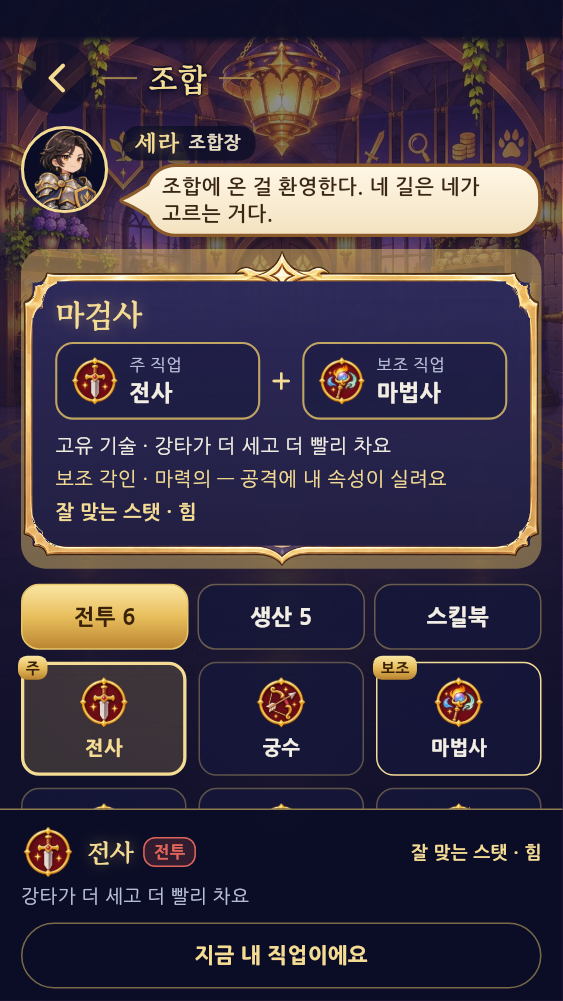 조합
세라 조합장
조합에 온 걸 환영한다. 네 길은 네가
고르는 거다.
마검사
주 직업
전사
+
보조 직업
마법사
고유 기술 · 강타가 더 세고 더 빨리 차요
보조 각인 · 마력의 — 공격에 내 속성이 실려요
잘 맞는 스탯 · 힘
전투 6
생산 5
스킬북
주
전사
궁수
보조
마법사
전사 전투
잘 맞는 스탯 · 힘
강타가 더 세고 더 빨리 차요
지금 내 직업이에요